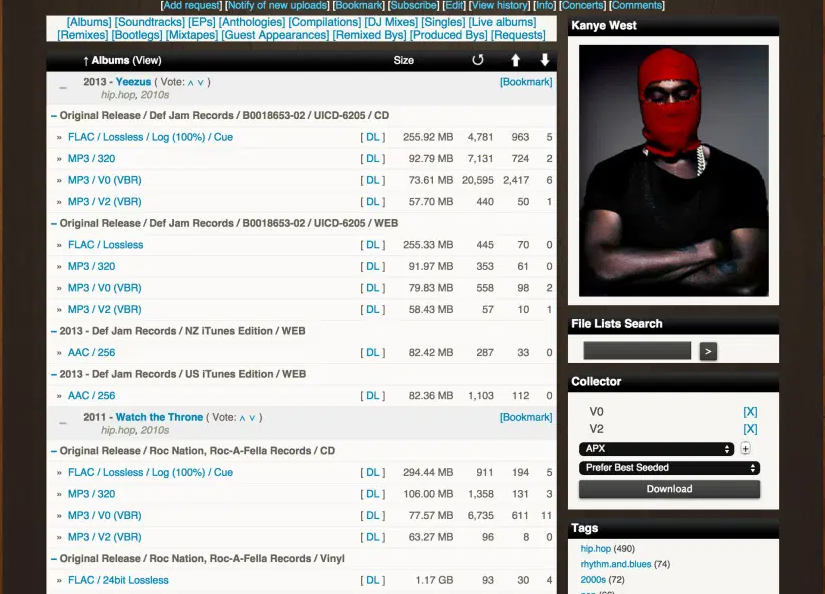 [Add request] [Notify of new uploads] [Bookmark] [Subscribe] [Edit] [View history] [Info] [Concerts] [Comments]
[Albums] [Soundtracks] [EPs] [Anthologies] [Compilations] [DJ Mixes] [Singles] [Live albums]
[Remixes] [Bootlegs] [Mixtapes] [Guest Appearances] [Remixed Bys] [Produced Bys] [Requests]
↑ Albums (View) Size
2013 - Yeezus ( Vote: ˄ ˅ ) [Bookmark]
hip.hop, 2010s
– Original Release / Def Jam Records / B0018653-02 / UICD-6205 / CD
» FLAC / Lossless / Log (100%) / Cue [ DL ] 255.92 MB 4,781 963 5
» MP3 / 320 [ DL ] 92.79 MB 7,131 724 2
» MP3 / V0 (VBR) [ DL ] 73.61 MB 20,595 2,417 6
» MP3 / V2 (VBR) [ DL ] 57.70 MB 440 50 1
– Original Release / Def Jam Records / B0018653-02 / UICD-6205 / WEB
» FLAC / Lossless [ DL ] 255.33 MB 445 70 0
» MP3 / 320 [ DL ] 91.97 MB 353 61 0
» MP3 / V0 (VBR) [ DL ] 79.83 MB 558 98 2
» MP3 / V2 (VBR) [ DL ] 58.43 MB 57 10 1
– 2013 - Def Jam Records / NZ iTunes Edition / WEB
» AAC / 256 [ DL ] 82.42 MB 287 33 0
– 2013 - Def Jam Records / US iTunes Edition / WEB
» AAC / 256 [ DL ] 82.36 MB 1,103 112 0
2011 - Watch the Throne ( Vote: ˄ ˅ ) [Bookmark]
hip.hop, 2010s
– Original Release / Roc Nation, Roc-A-Fella Records / CD
» FLAC / Lossless / Log (100%) / Cue [ DL ] 294.44 MB 911 194 5
» MP3 / 320 [ DL ] 106.00 MB 1,358 131 3
» MP3 / V0 (VBR) [ DL ] 77.57 MB 6,735 611 11
» MP3 / V2 (VBR) [ DL ] 63.27 MB 96 8 0
– Original Release / Roc Nation, Roc-A-Fella Records / Vinyl
» FLAC / 24bit Lossless [ DL ] 1.17 GB 93 30 4
Kanye West
File Lists Search
>
Collector
V0 [X]
V2 [X]
APX +
Prefer Best Seeded
Download
Tags
hip.hop (490)
rhythm.and.blues (74)
2000s (72)